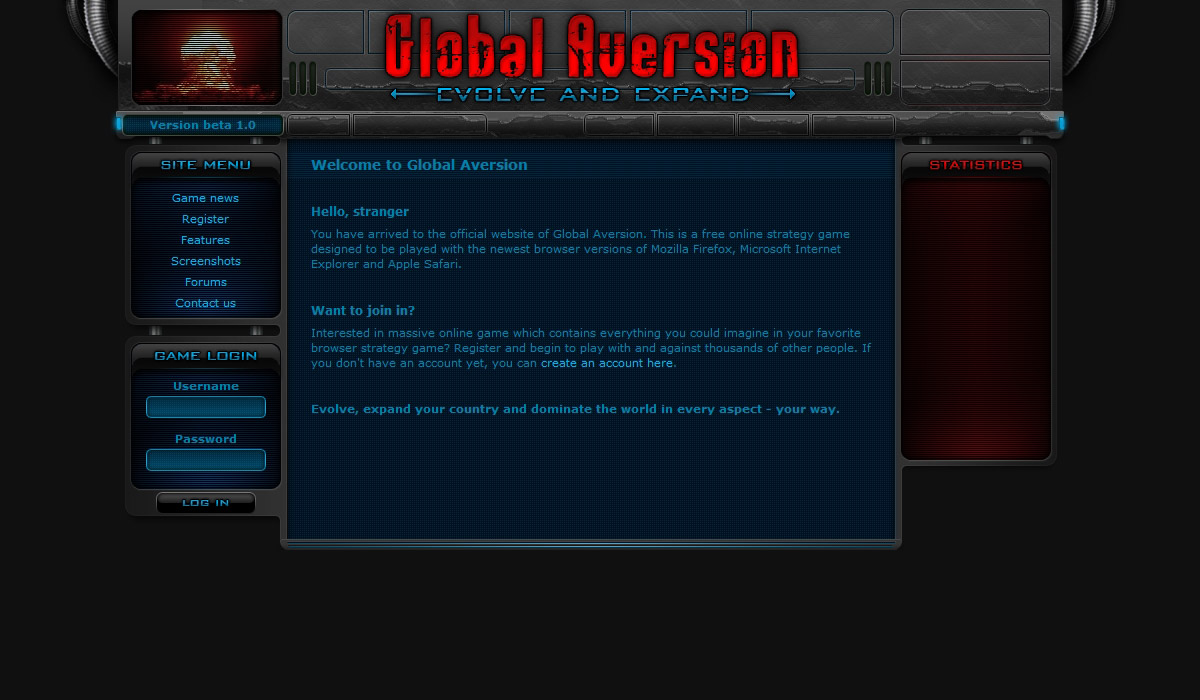 Global Aversion
EVOLVE AND EXPAND
Version beta 1.0
SITE MENU
Game news
Register
Features
Screenshots
Forums
Contact us
GAME LOGIN
Username
Password
LOG IN
Welcome to Global Aversion
Hello, stranger
You have arrived to the official website of Global Aversion. This is a free online strategy game
designed to be played with the newest browser versions of Mozilla Firefox, Microsoft Internet
Explorer and Apple Safari.
Want to join in?
Interested in massive online game which contains everything you could imagine in your favorite
browser strategy game? Register and begin to play with and against thousands of other people. If
you don't have an account yet, you can create an account here.
Evolve, expand your country and dominate the world in every aspect - your way.
STATISTICS